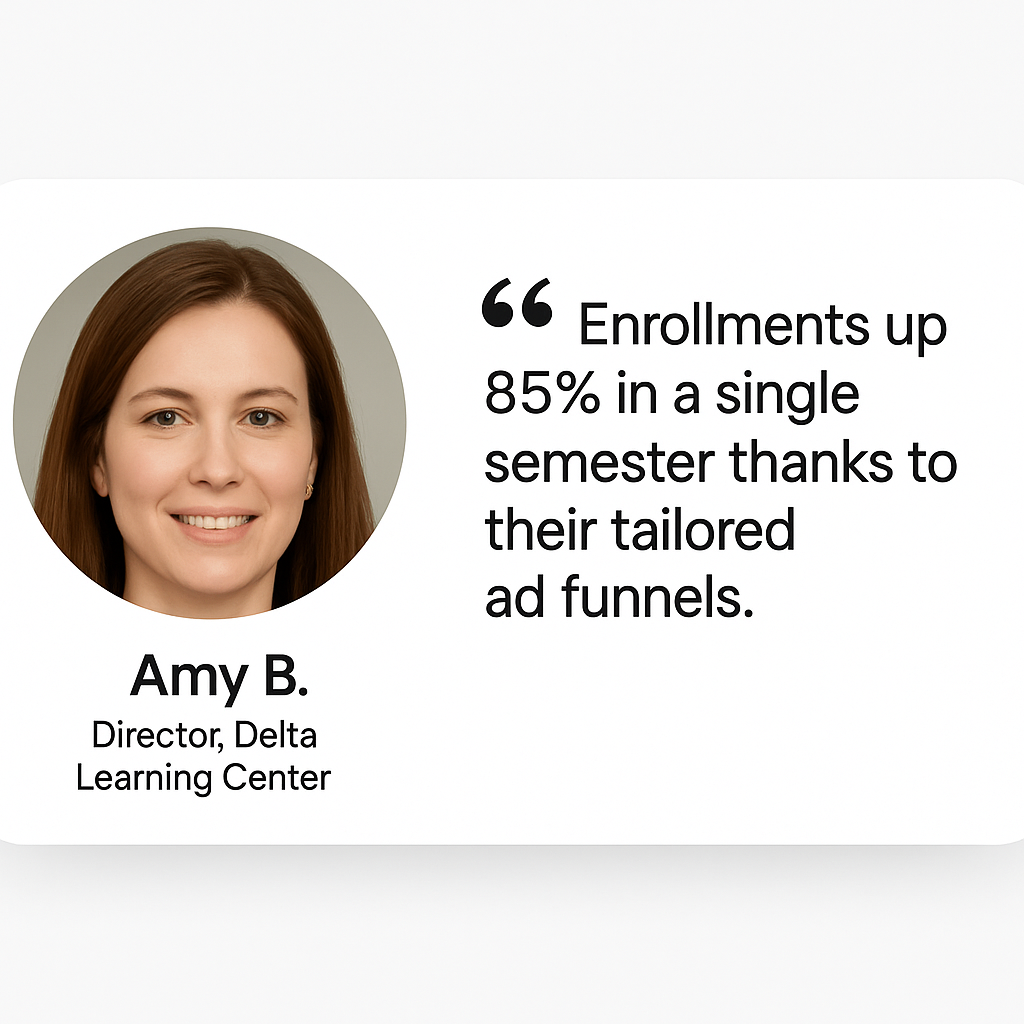 Amy B.
Director, Delta
Learning Center
“ Enrollments up
85% in a single
semester thanks to
their tailored
ad funnels.